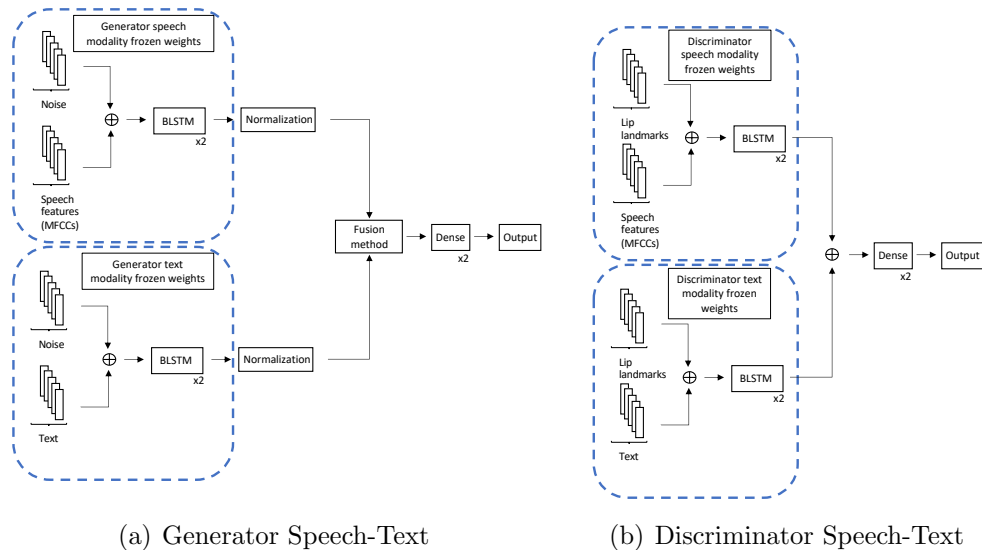 Generator speech
modality frozen weights
Noise
BLSTM
x2
Normalization
Speech
features
(MFCCs)
Generator text
modality frozen weights
Noise
BLSTM
x2
Normalization
Text
Fusion
method
Dense
x2
Output
(a) Generator Speech-Text
Discriminator
speech modality
frozen weights
Lip
landmarks
BLSTM
x2
Speech
features
(MFCCs)
Discriminator text
modality frozen
weights
Lip
landmarks
BLSTM
x2
Text
Dense
x2
Output
(b) Discriminator Speech-Text